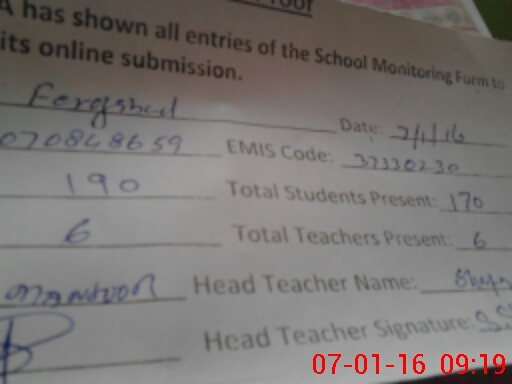 A has shown all entries of the School Monitoring Form to
its online submission.
Date: 7/1/16
070848659 EMIS Code:
190 Total Students Present: 170
6 Total Teachers Present: 6
Head Teacher Name:
Head Teacher Signature:
07-01-16 09:19